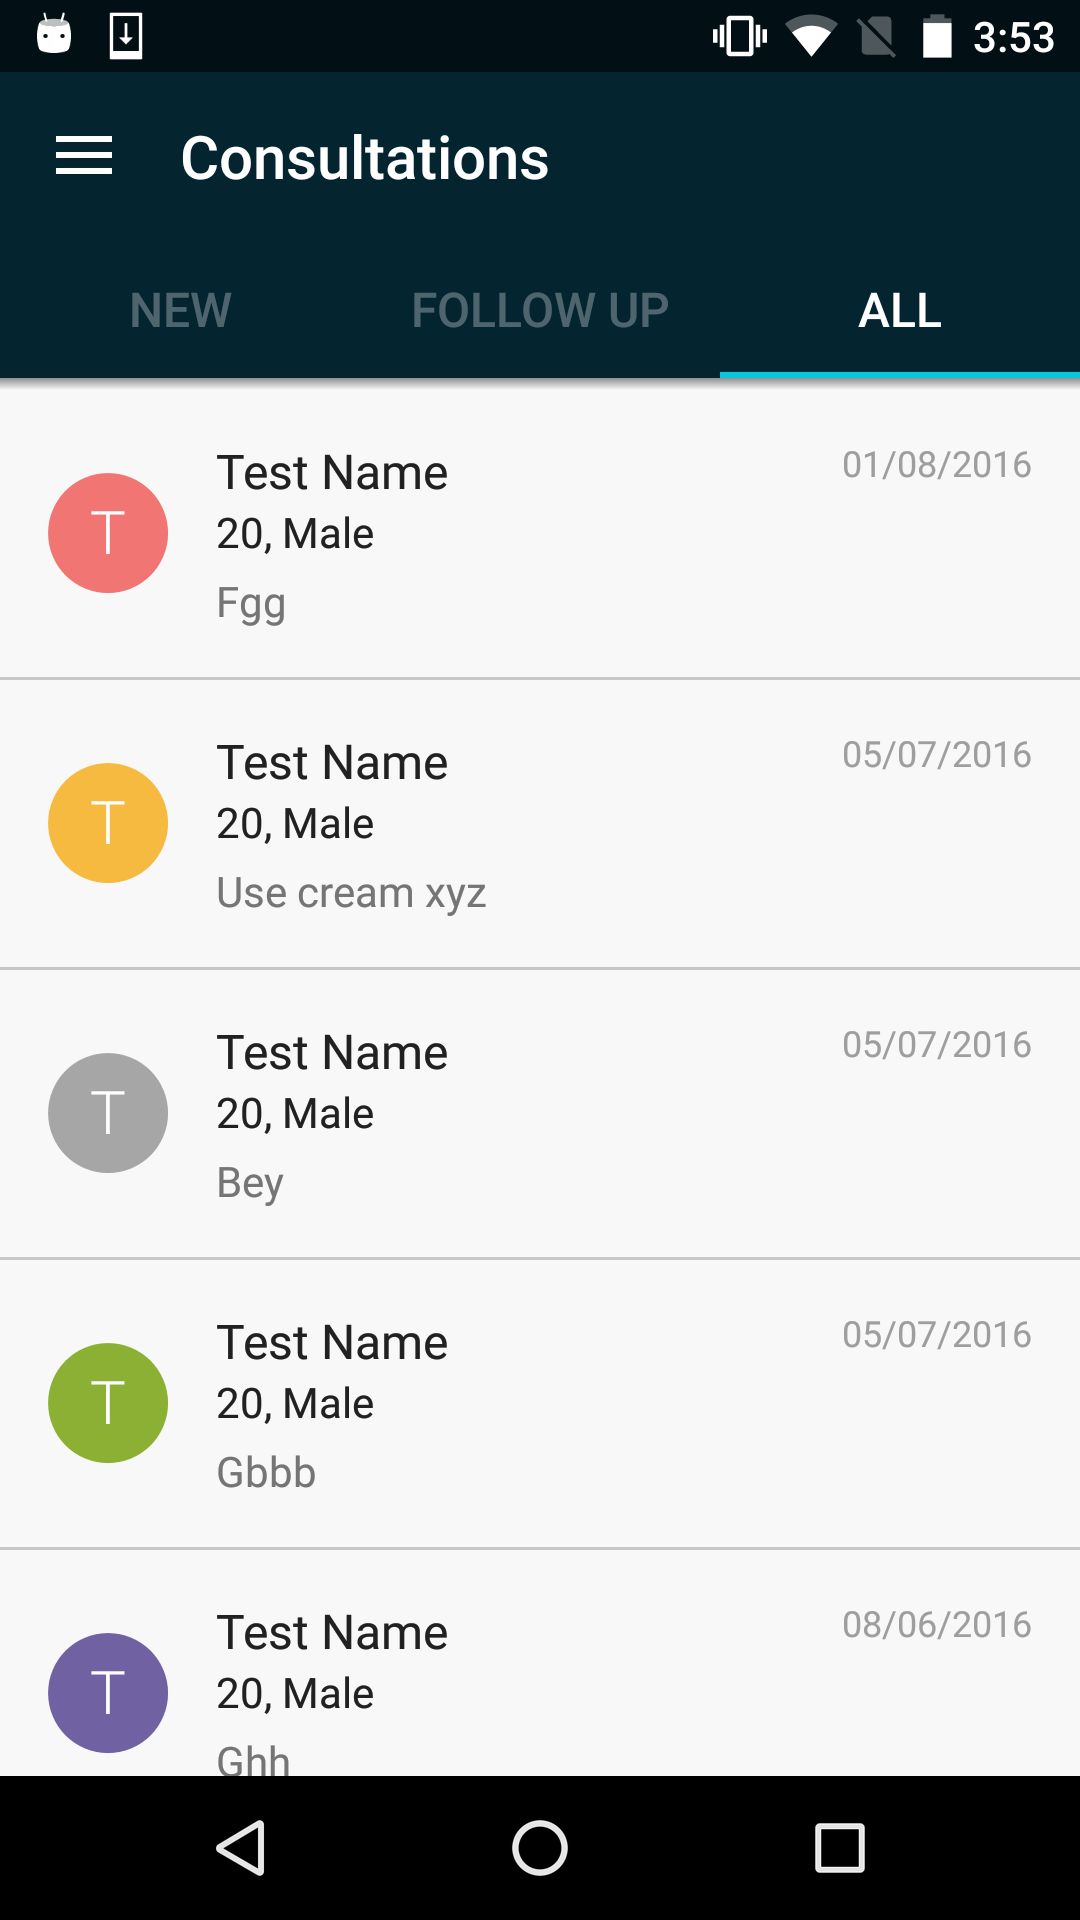 3:53
Consultations
NEW FOLLOW UP ALL
Test Name 01/08/2016
T
20, Male
Fgg
Test Name 05/07/2016
T
20, Male
Use cream xyz
Test Name 05/07/2016
T
20, Male
Bey
Test Name 05/07/2016
T
20, Male
Gbbb
Test Name 08/06/2016
T
20, Male
Ghh